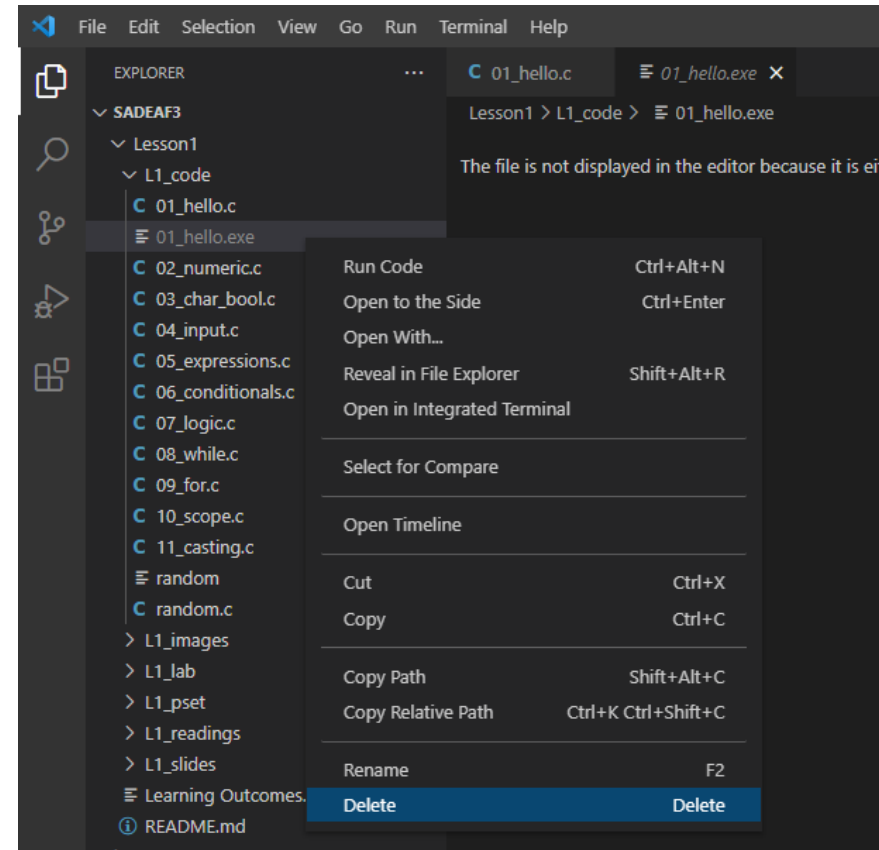 File Edit Selection View Go Run Terminal Help
EXPLORER ...
SADEAF3
Lesson1
L1_code
01_hello.c
01_hello.exe
02_numeric.c
03_char_bool.c
04_input.c
05_expressions.c
06_conditionals.c
07_logic.c
08_while.c
09_for.c
10_scope.c
11_casting.c
random
random.c
L1_images
L1_lab
L1_pset
L1_readings
L1_slides
Learning Outcomes.
README.md
C 01_hello.c 01_hello.exe
Lesson1 > L1_code > 01_hello.exe
The file is not displayed in the editor because it is ei
Run Code Ctrl+Alt+N
Open to the Side Ctrl+Enter
Open With...
Reveal in File Explorer Shift+Alt+R
Open in Integrated Terminal
Select for Compare
Open Timeline
Cut Ctrl+X
Copy Ctrl+C
Copy Path Shift+Alt+C
Copy Relative Path Ctrl+K Ctrl+Shift+C
Rename F2
Delete Delete